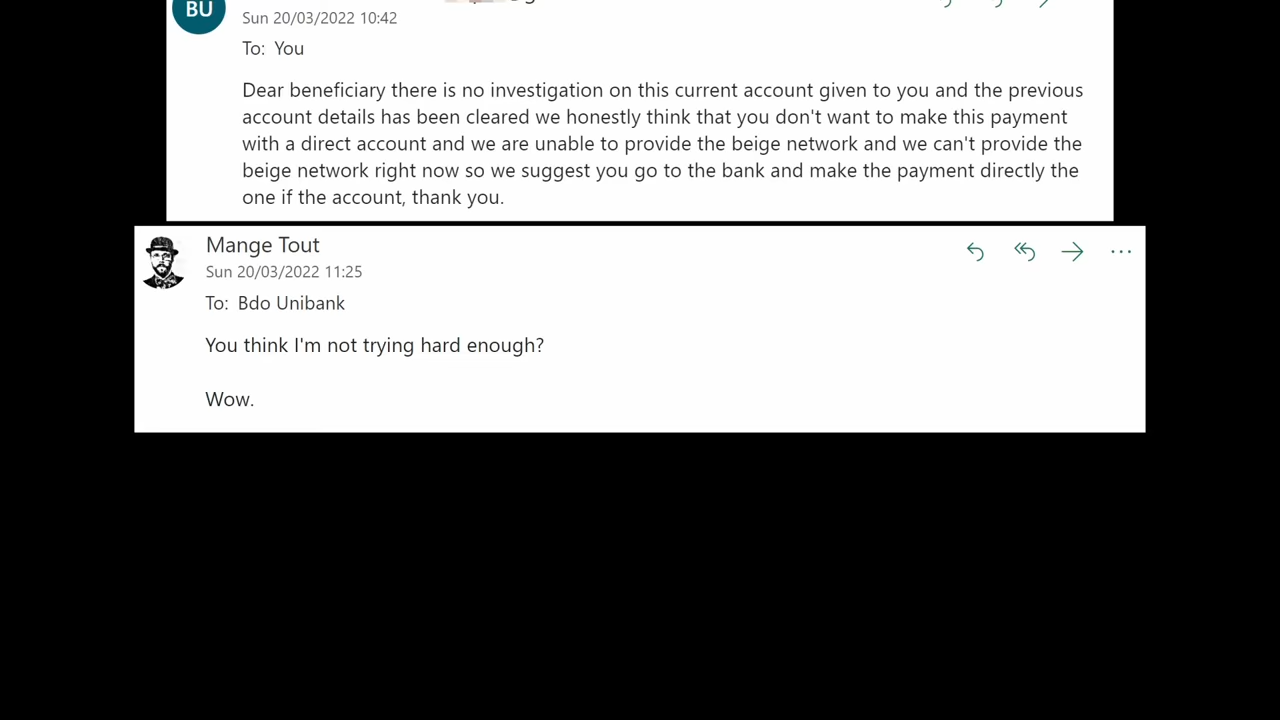 BU
Sun 20/03/2022 10:42
To: You
Dear beneficiary there is no investigation on this current account given to you and the previous
account details has been cleared we honestly think that you don't want to make this payment
with a direct account and we are unable to provide the beige network and we can't provide the
beige network right now so we suggest you go to the bank and make the payment directly the
one if the account, thank you.
Mange Tout
Sun 20/03/2022 11:25
To: Bdo Unibank
You think I'm not trying hard enough?
Wow.